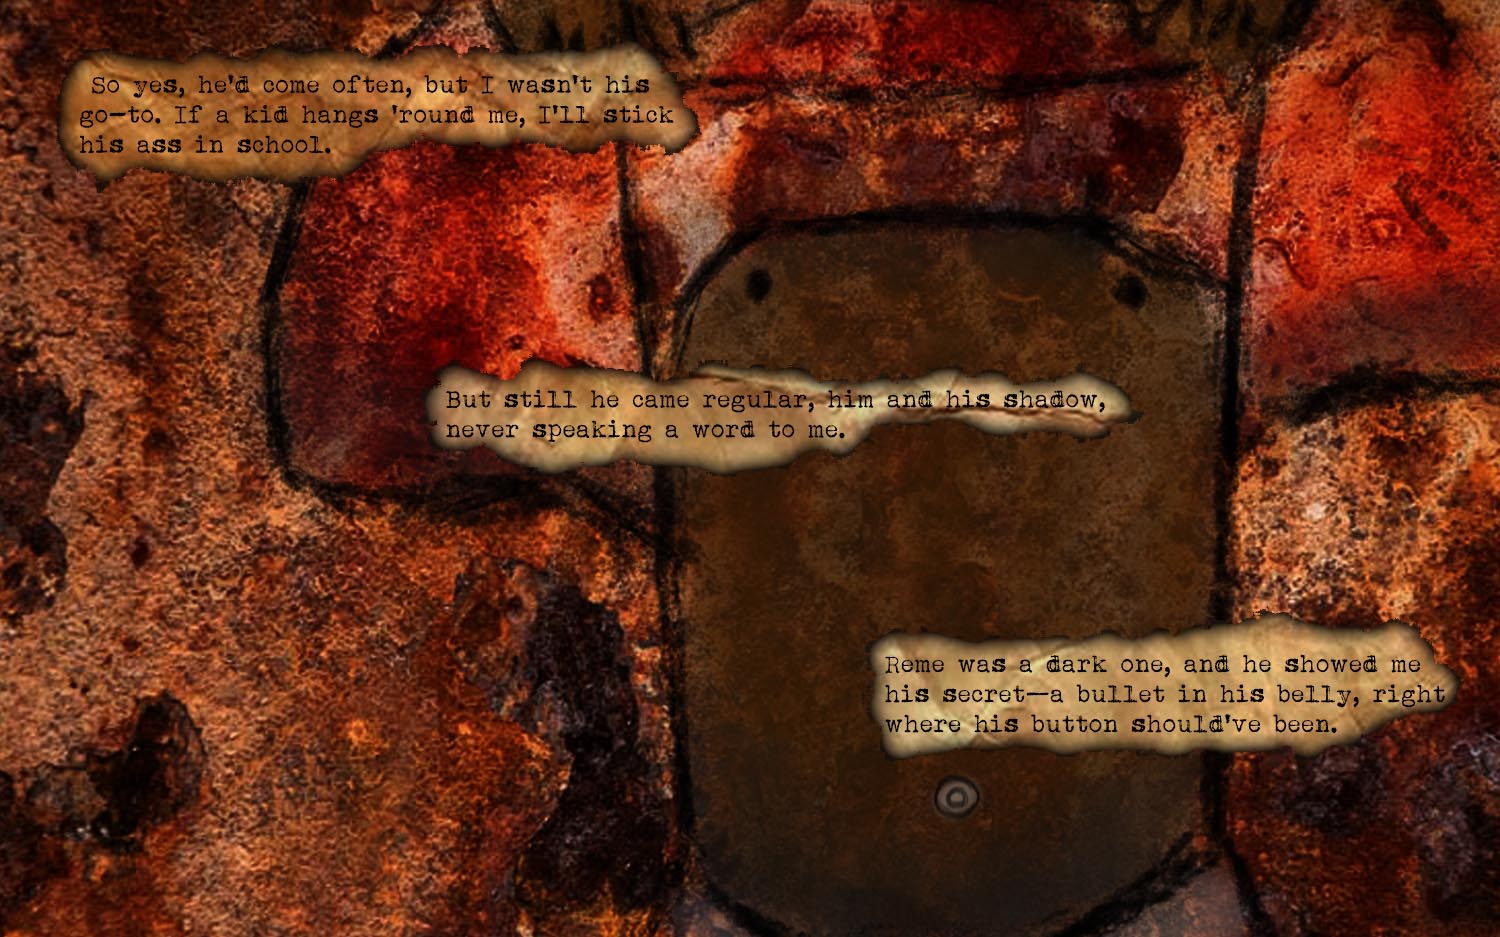 So yes, he'd come often, but I wasn't his
go—to. If a kid hangs 'round me, I'll stick
his ass in school.
But still he came regular, him and his shadow,
never speaking a word to me.
Reme was a dark one, and he showed me
his secret—a bullet in his belly, right
where his button should've been.